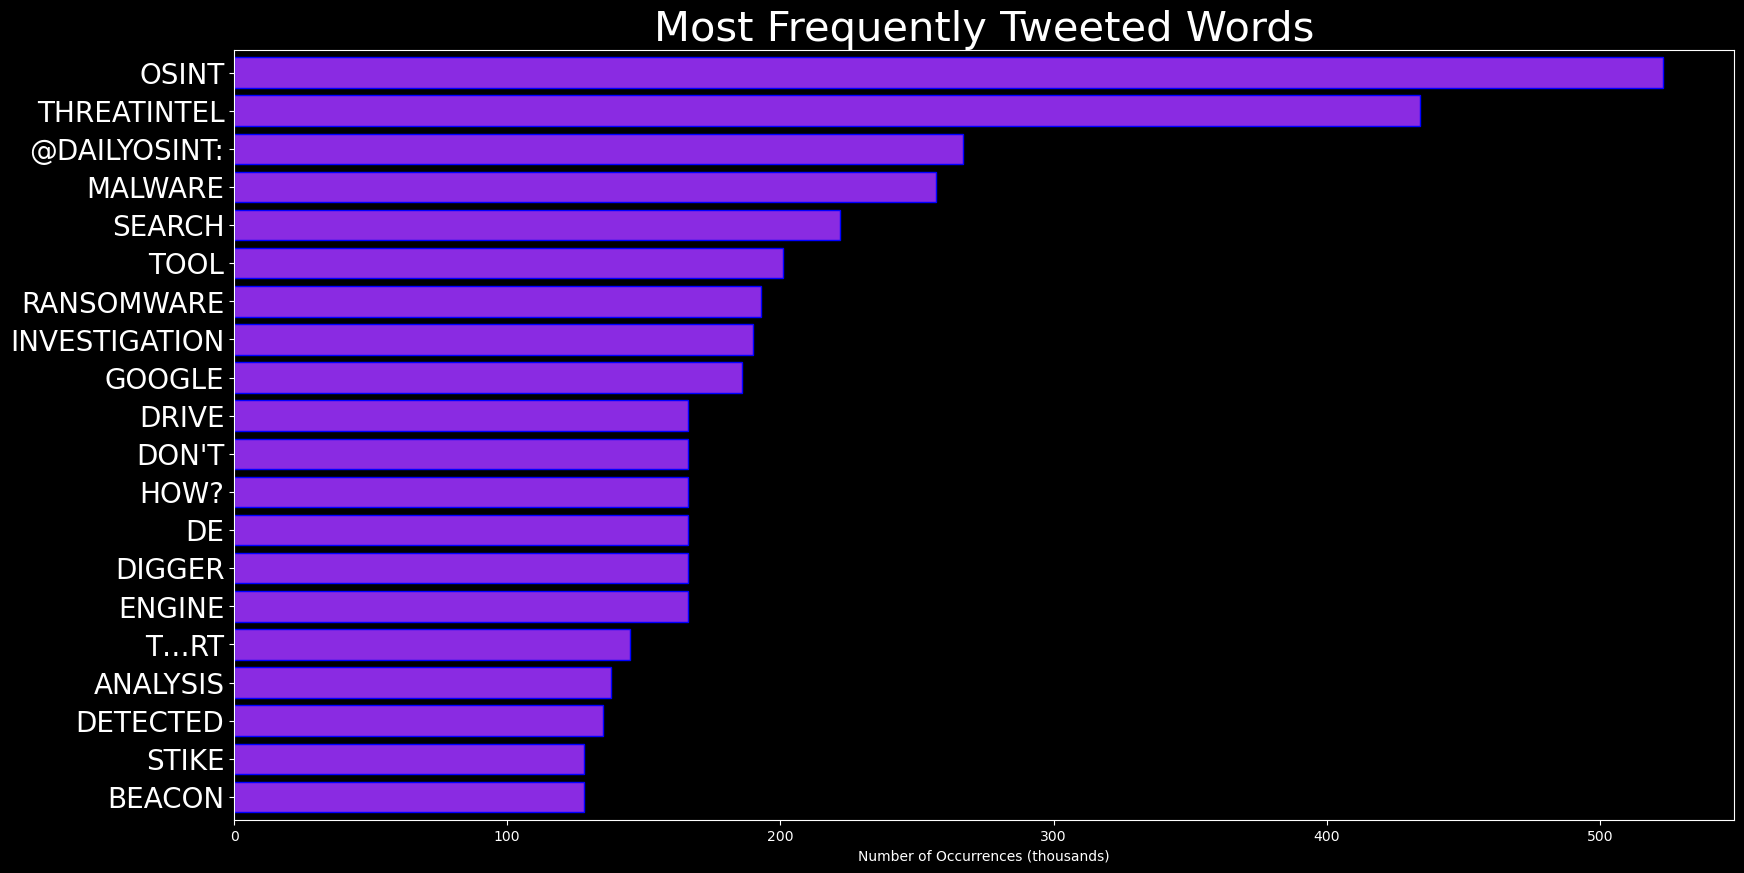 Most Frequently Tweeted Words
OSINT
THREATINTEL
@DAILYOSINT:
MALWARE
SEARCH
TOOL
RANSOMWARE
INVESTIGATION
GOOGLE
DRIVE
DON'T
HOW?
DE
DIGGER
ENGINE
T…RT
ANALYSIS
DETECTED
STIKE
BEACON
0 100 200 300 400 500
Number of Occurrences (thousands)